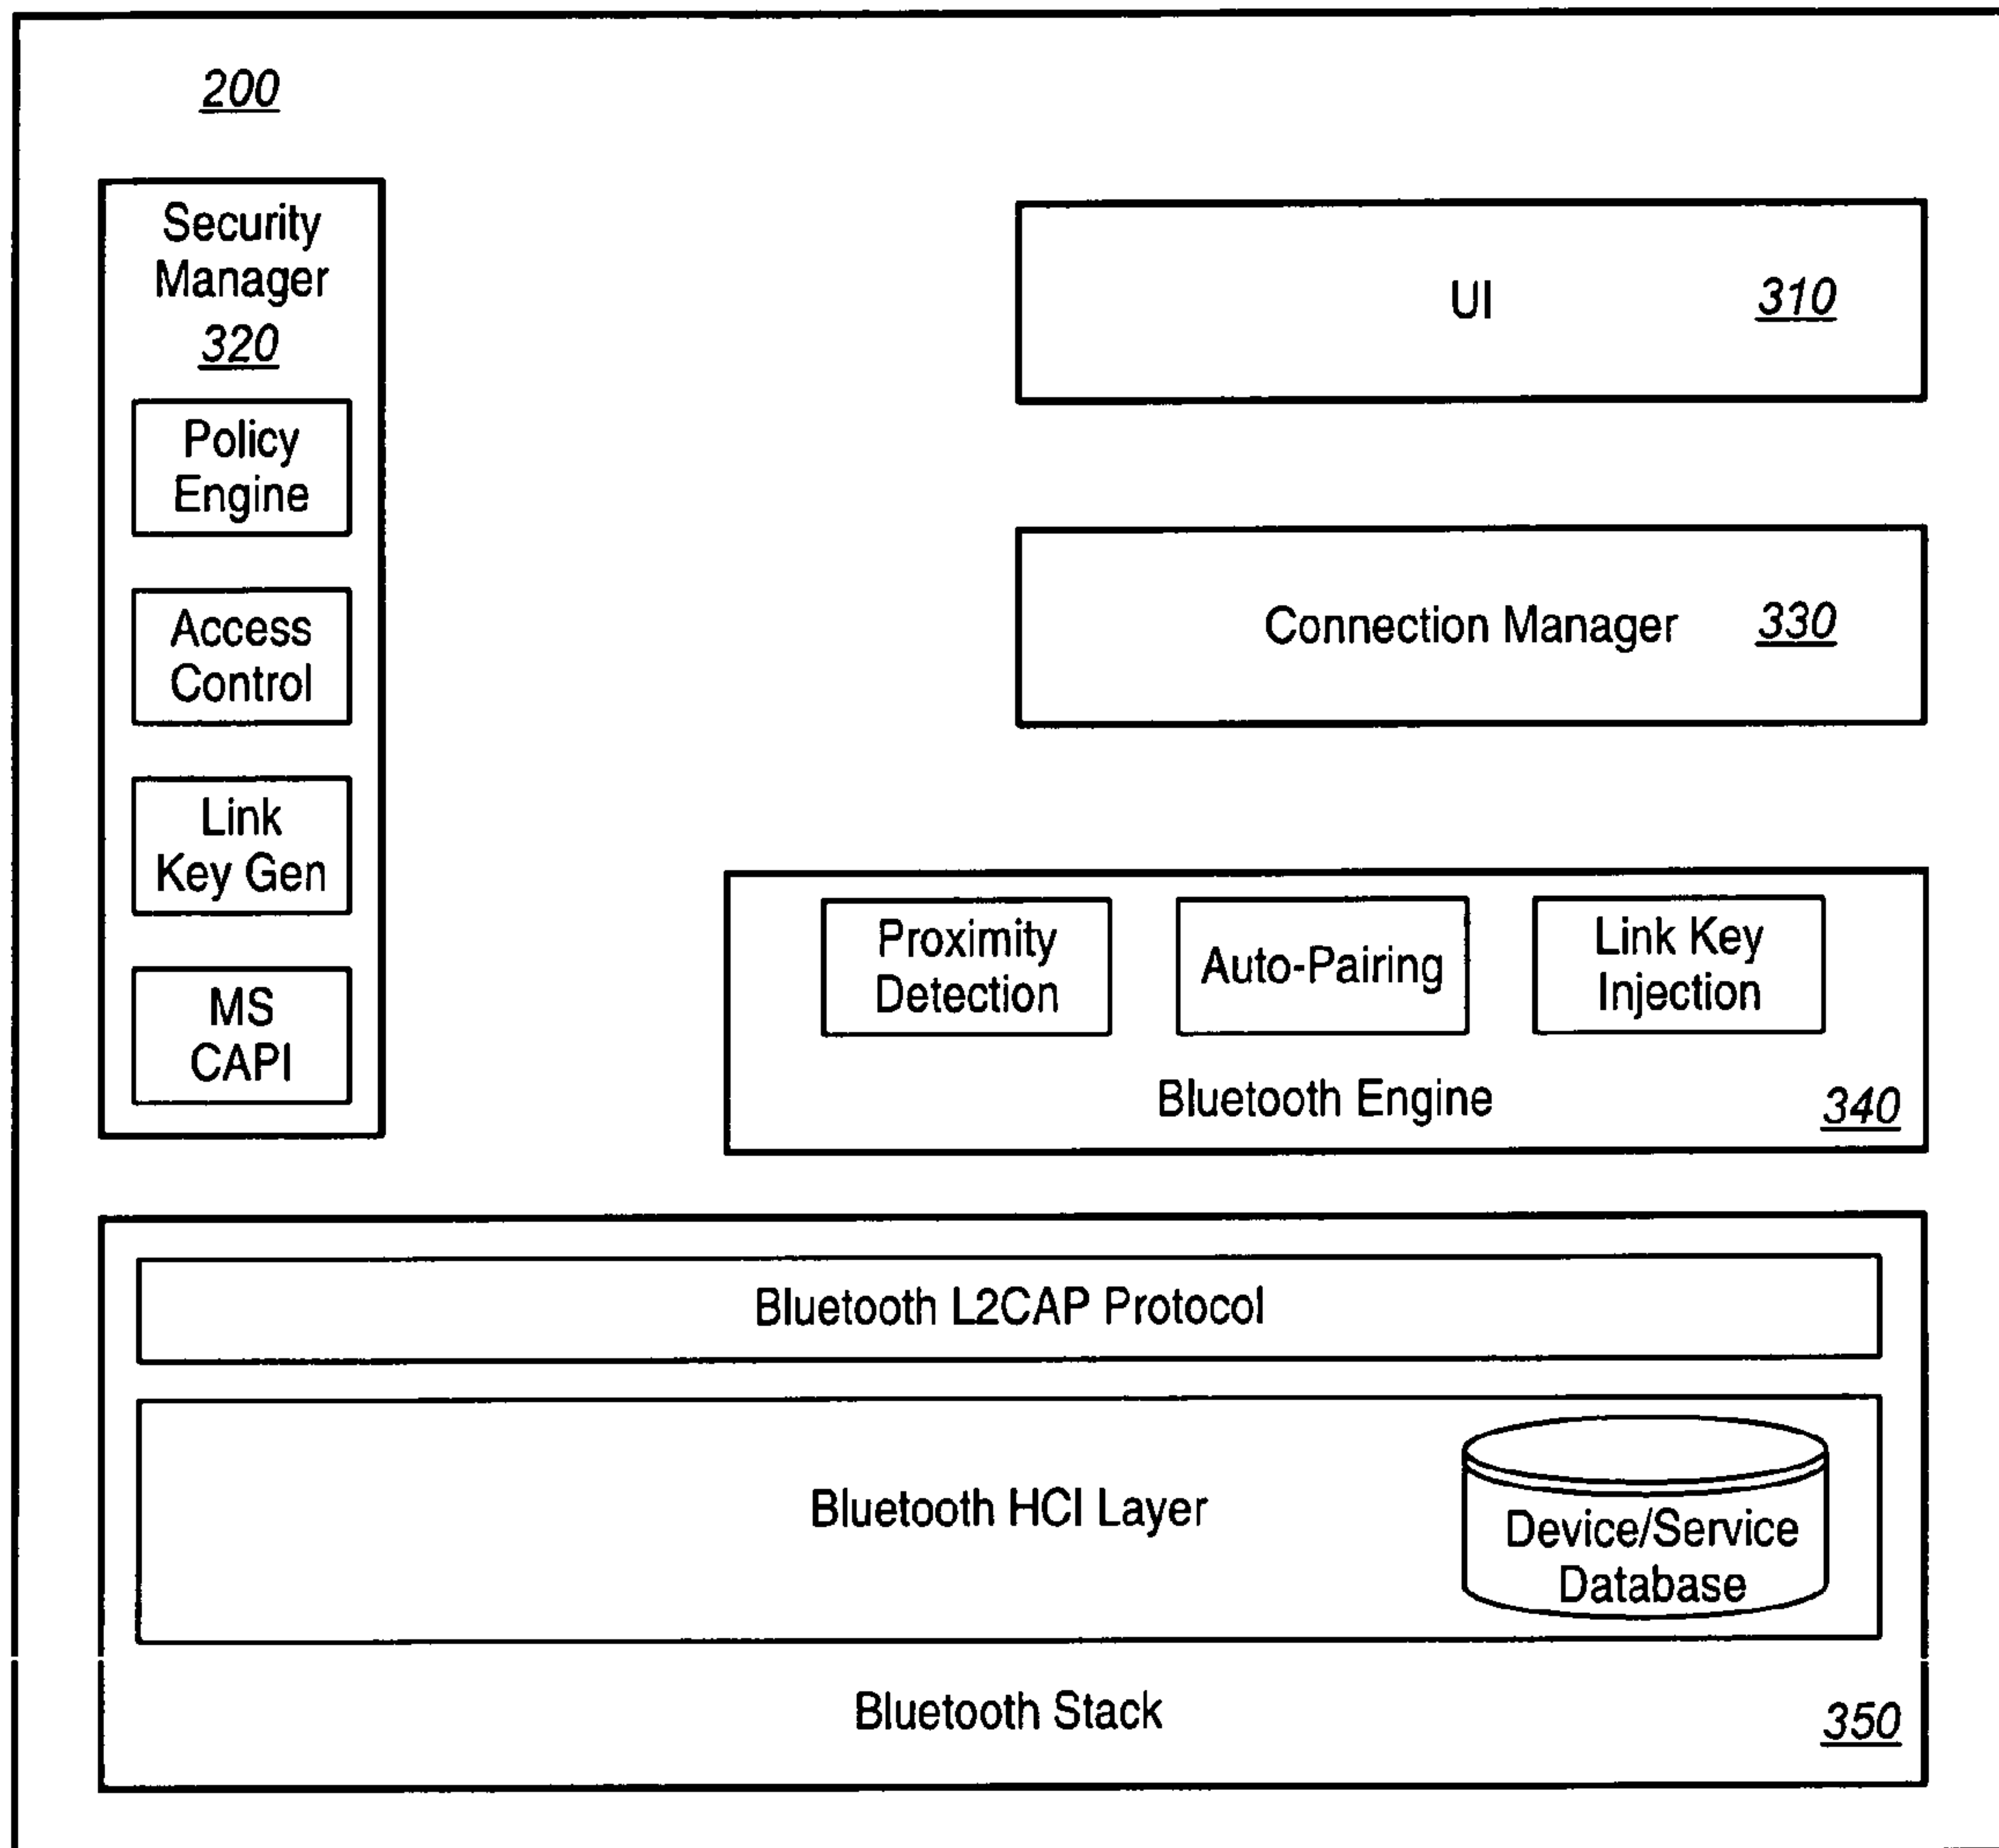 200
Security
Manager
320
Policy
Engine
Access
Control
Link
Key Gen
MS
CAPI
UI 310
Connection Manager 330
Proximity
Detection
Auto-Pairing
Link Key
Injection
Bluetooth Engine 340
Bluetooth L2CAP Protocol
Bluetooth HCI Layer
Device/Service
Database
Bluetooth Stack 350